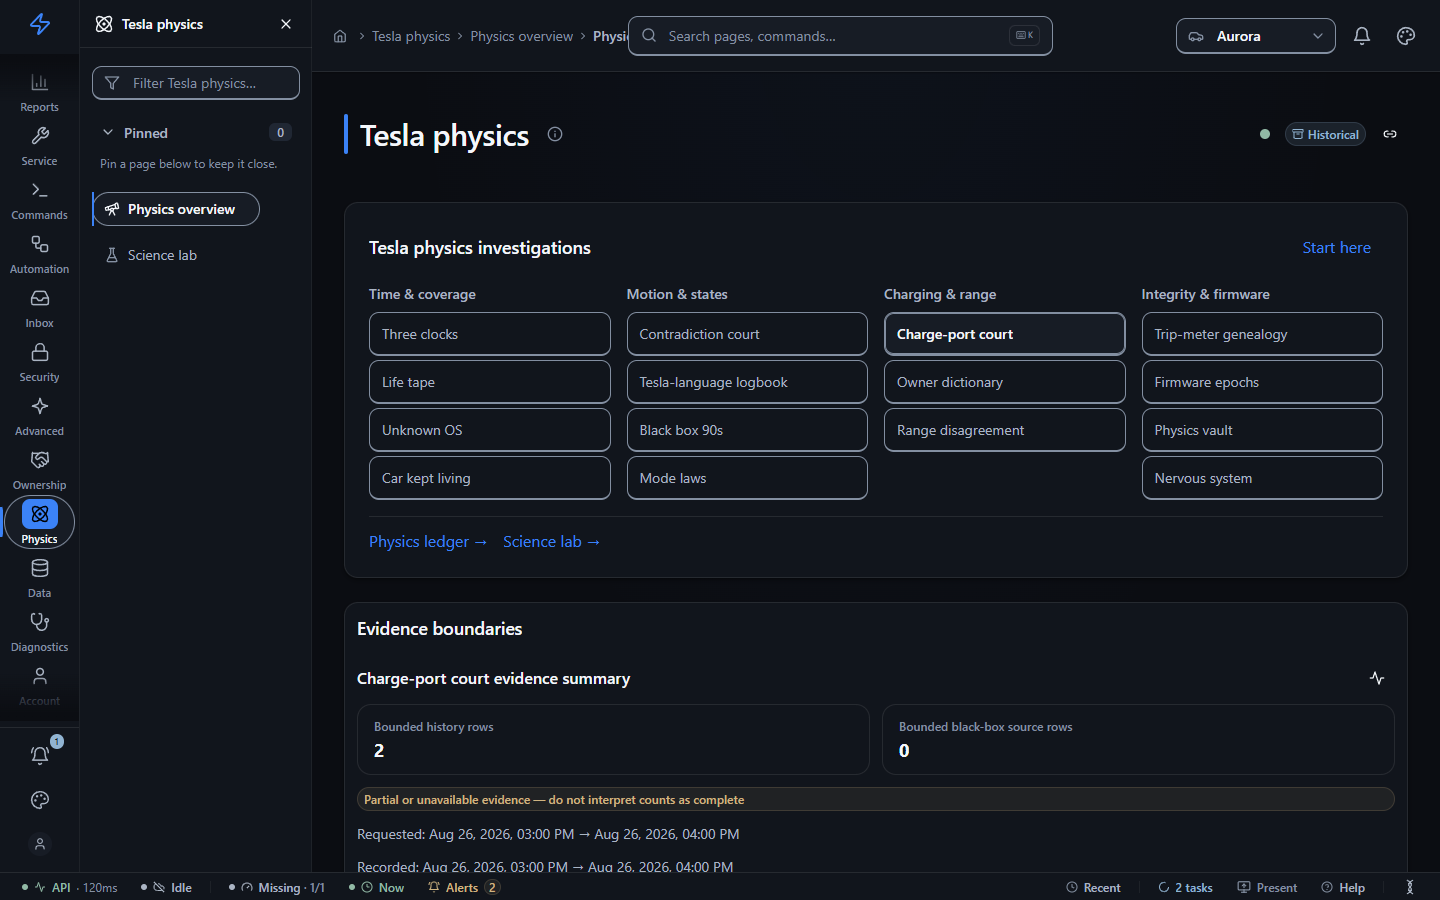 Tesla physics
Tesla physics
Physics overview
Search pages, commands...
K
Aurora
Reports
Service
Commands
Automation
Inbox
Security
Advanced
Ownership
Physics
Data
Diagnostics
Account
1
Filter Tesla physics...
Pinned
0
Pin a page below to keep it close.
Physics overview
Science lab
Tesla physics
Historical
Tesla physics investigations
Start here
Time & coverage
Three clocks
Life tape
Unknown OS
Car kept living
Motion & states
Contradiction court
Tesla-language logbook
Black box 90s
Mode laws
Charging & range
Charge-port court
Owner dictionary
Range disagreement
Integrity & firmware
Trip-meter genealogy
Firmware epochs
Physics vault
Nervous system
Physics ledger →
Science lab →
Evidence boundaries
Charge-port court evidence summary
Bounded history rows
2
Bounded black-box source rows
0
Partial or unavailable evidence — do not interpret counts as complete
Requested: Aug 26, 2026, 03:00 PM → Aug 26, 2026, 04:00 PM
Recorded: Aug 26, 2026, 03:00 PM → Aug 26, 2026, 04:00 PM
API · 120ms
Idle
Missing · 1/1
Now
Alerts 2
Recent
2 tasks
Present
Help